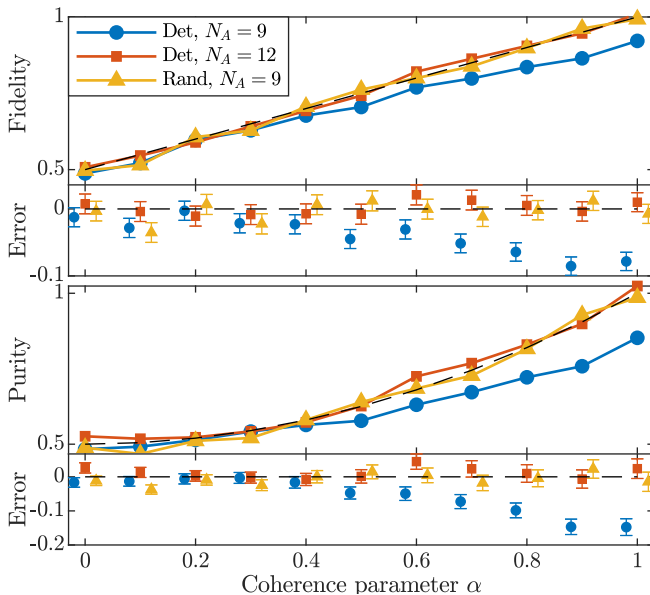 1
Det, N_A = 9
Det, N_A = 12
Rand, N_A = 9
Fidelity
0.5
0
Error
-0.1
1
Purity
0.5
0
Error
-0.1
-0.2
0 0.2 0.4 0.6 0.8 1
Coherence parameter α